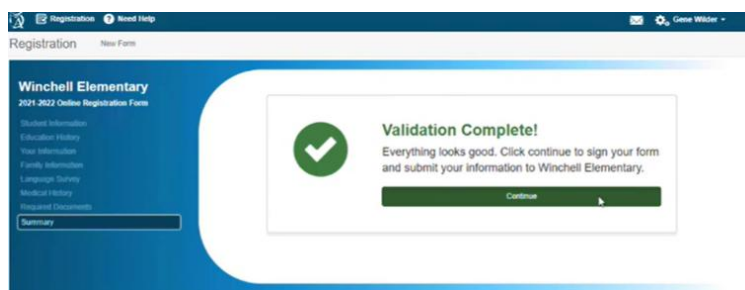 Registration
Need Help
Gene Wilder
Registration
New Form
Winchell Elementary
2021-2022 Online Registration Form
Student Information
Education History
Your Information
Family Information
Language Survey
Medical History
Required Documents
Summary
Validation Complete!
Everything looks good. Click continue to sign your form
and submit your information to Winchell Elementary.
Continue